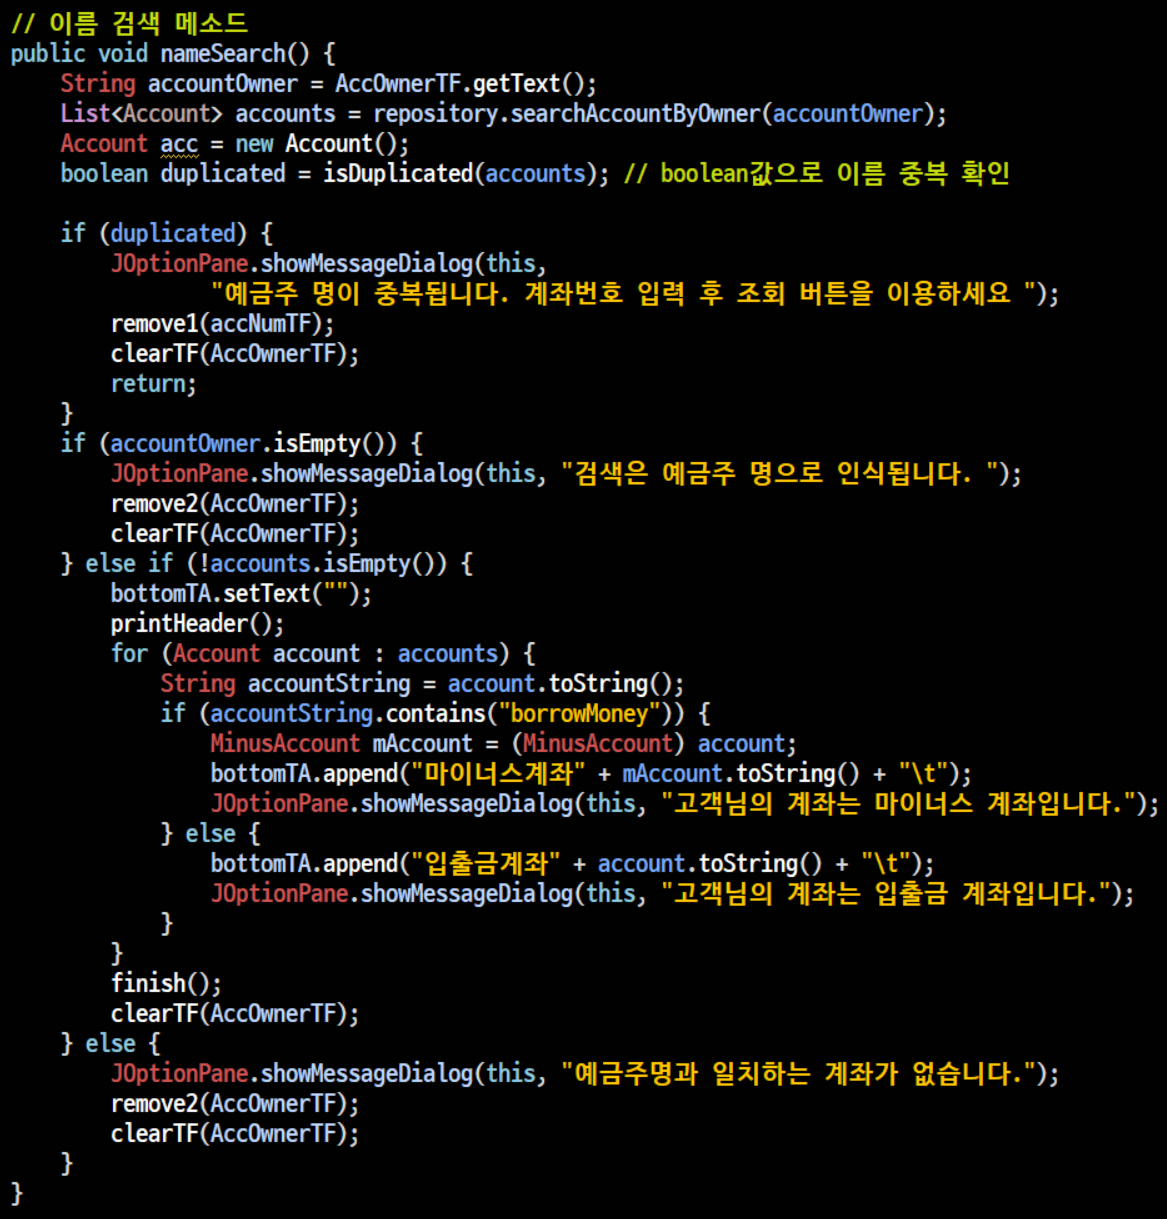 // 이름 검색 메소드
public void nameSearch() {
    String accountOwner = AccOwnerTF.getText();
    List<Account> accounts = repository.searchAccountByOwner(accountOwner);
    Account acc = new Account();
    boolean duplicated = isDuplicated(accounts); // boolean값으로 이름 중복 확인

    if (duplicated) {
        JOptionPane.showMessageDialog(this,
                "예금주 명이 중복됩니다. 계좌번호 입력 후 조회 버튼을 이용하세요 ");
        remove1(accNumTF);
        clearTF(AccOwnerTF);
        return;
    }
    if (accountOwner.isEmpty()) {
        JOptionPane.showMessageDialog(this, "검색은 예금주 명으로 인식됩니다. ");
        remove2(AccOwnerTF);
        clearTF(AccOwnerTF);
    } else if (!accounts.isEmpty()) {
        bottomTA.setText("");
        printHeader();
        for (Account account : accounts) {
            String accountString = account.toString();
            if (accountString.contains("borrowMoney")) {
                MinusAccount mAccount = (MinusAccount) account;
                bottomTA.append("마이너스계좌" + mAccount.toString() + "\t");
                JOptionPane.showMessageDialog(this, "고객님의 계좌는 마이너스 계좌입니다.");
            } else {
                bottomTA.append("입출금계좌" + account.toString() + "\t");
                JOptionPane.showMessageDialog(this, "고객님의 계좌는 입출금 계좌입니다.");
            }
        }
        finish();
        clearTF(AccOwnerTF);
    } else {
        JOptionPane.showMessageDialog(this, "예금주명과 일치하는 계좌가 없습니다.");
        remove2(AccOwnerTF);
        clearTF(AccOwnerTF);
    }
}